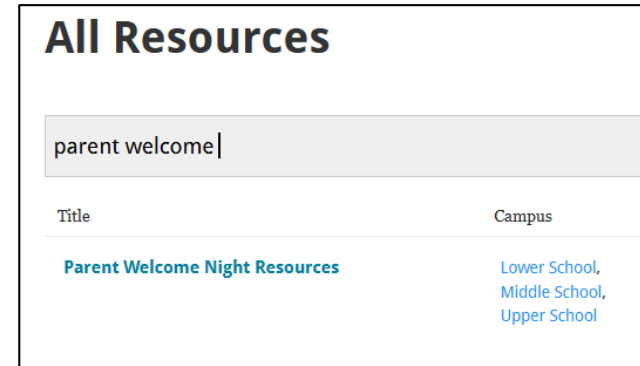 All Resources
parent welcome
Title Campus
Parent Welcome Night Resources Lower School,
Middle School,
Upper School